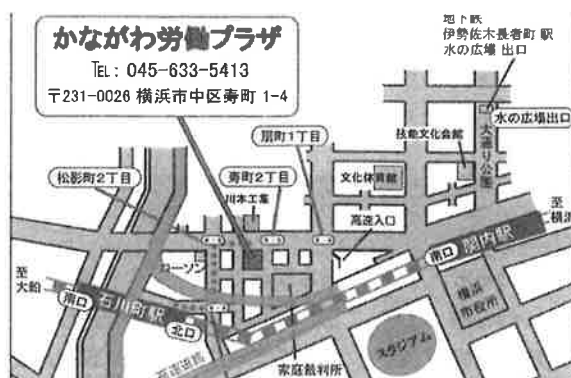 かながわ労働プラザ
TEL: 045-633-5413
〒231-0026 横浜市中区寿町 1-4
地下鉄
伊勢佐木長者町 駅
水の広場 出口
水の広場出口
大通り公園
技能文化会館
扇町1丁目
文化体育館
松影町2丁目
寿町2丁目
川本工業
高速入口
至
横浜
関内駅
南口
ローソン
至
大船
南口
石川町駅
北口
横浜
市役所
スタジアム
家庭裁判所
高速道路